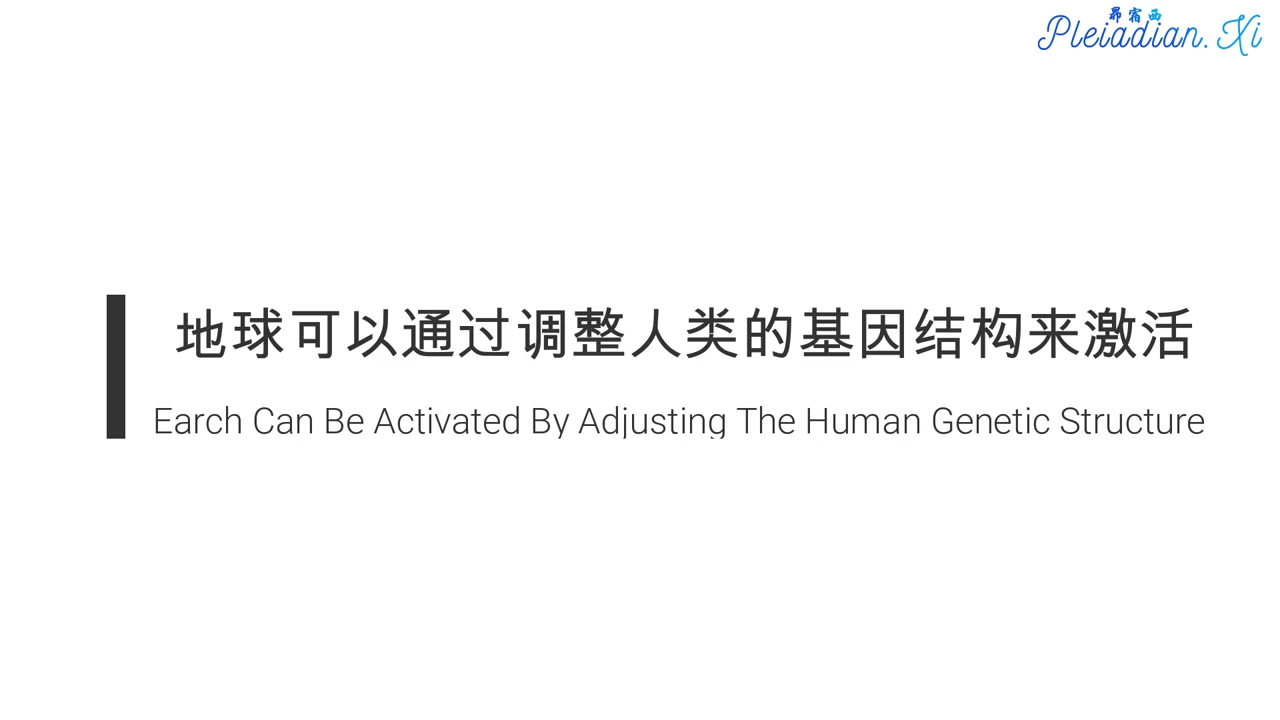 昴宿西
Pleiadian.Xi
地球可以通过调整人类的基因结构来激活
Earch Can Be Activated By Adjusting The Human Genetic Structure